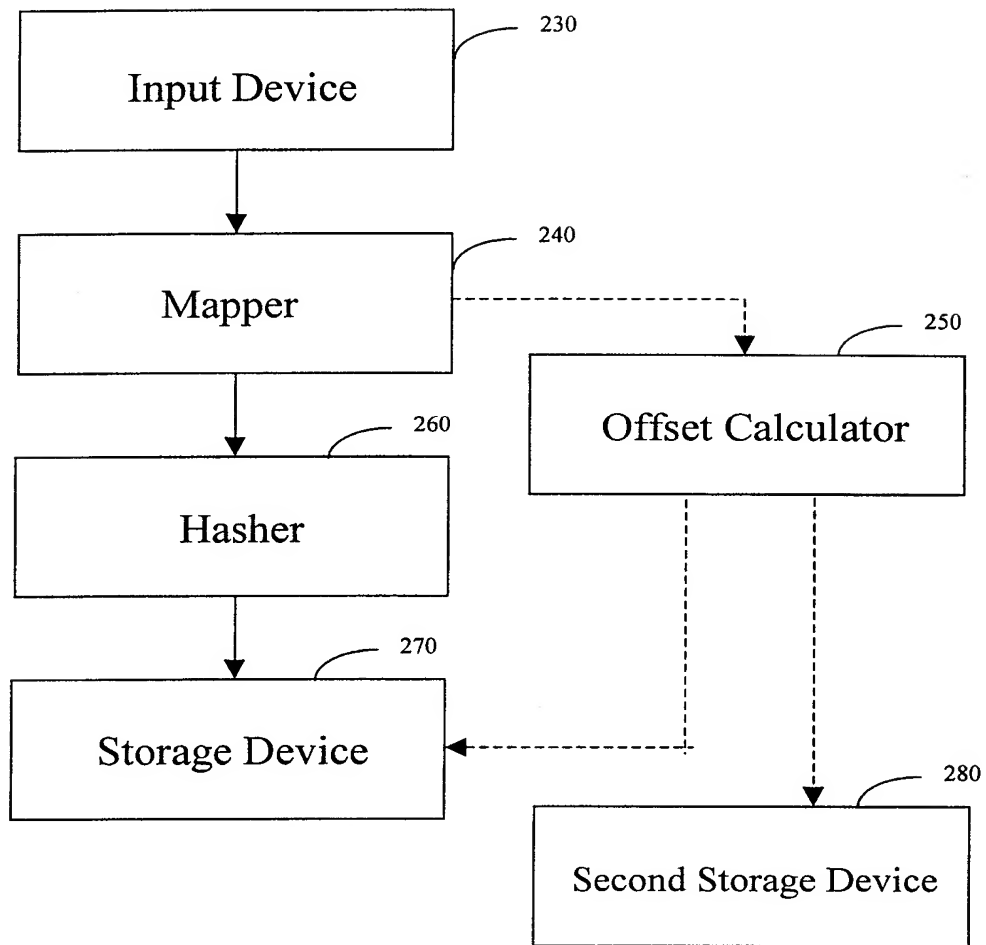 230
Input Device
240
Mapper
250
Offset Calculator
260
Hasher
270
Storage Device
280
Second Storage Device